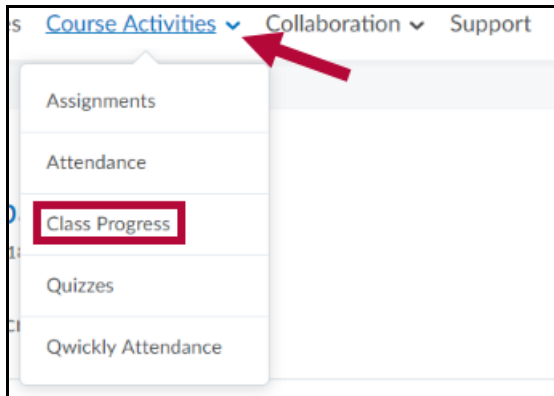 Course Activities Collaboration Support
Assignments
Attendance
Class Progress
Quizzes
Qwickly Attendance